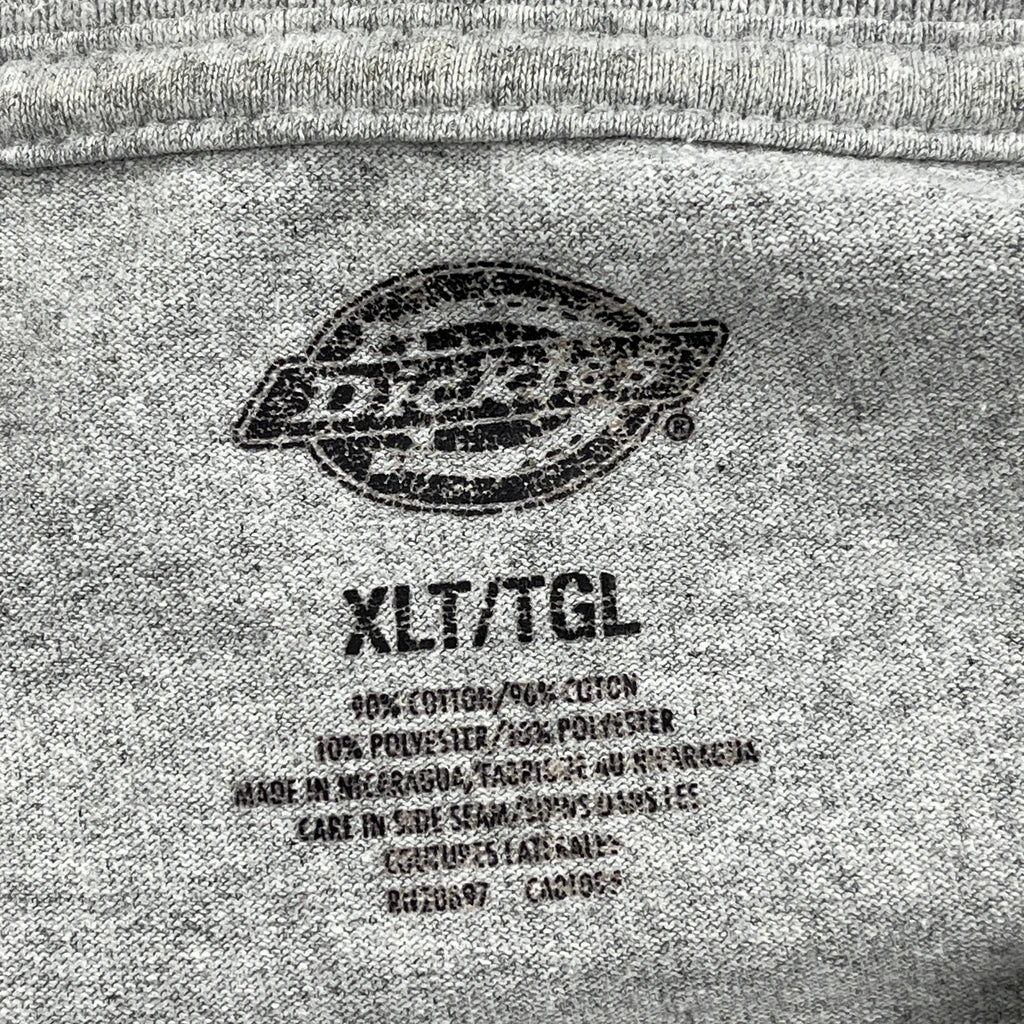 Dickies
®
XLT/TGL
90% COTTON/90% COTON
10% POLYESTER/10% POLYESTER
MADE IN NICARAGUA/FABRIQUE AU NICARAGUA
CARE IN SIDE SEAM/SOINS DANS LES
COUTURES LATERALES